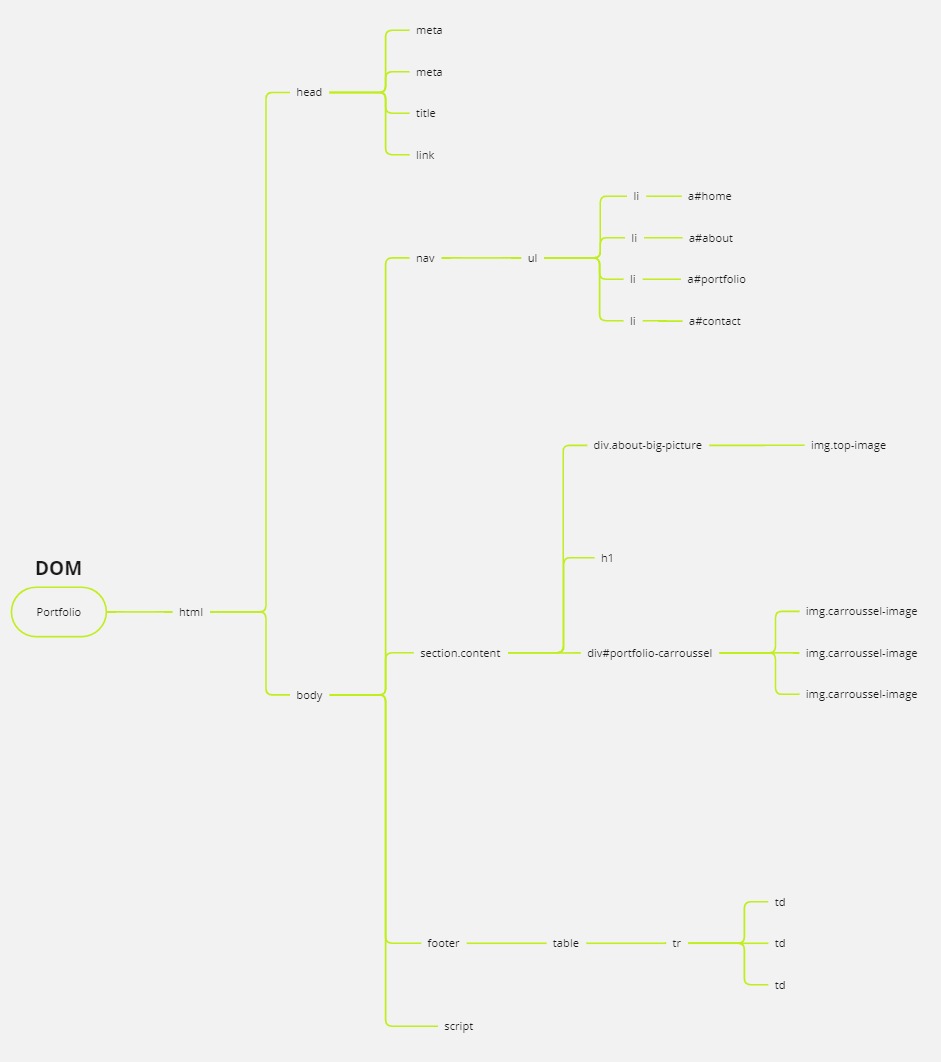 meta
meta
head
title
link
li
a#home
li
a#about
nav
ul
li
a#portfolio
li
a#contact
div.about-big-picture
img.top-image
h1
DOM
Portfolio
html
img.carroussel-image
section.content
div#portfolio-carroussel
img.carroussel-image
img.carroussel-image
body
td
footer
table
tr
td
td
script